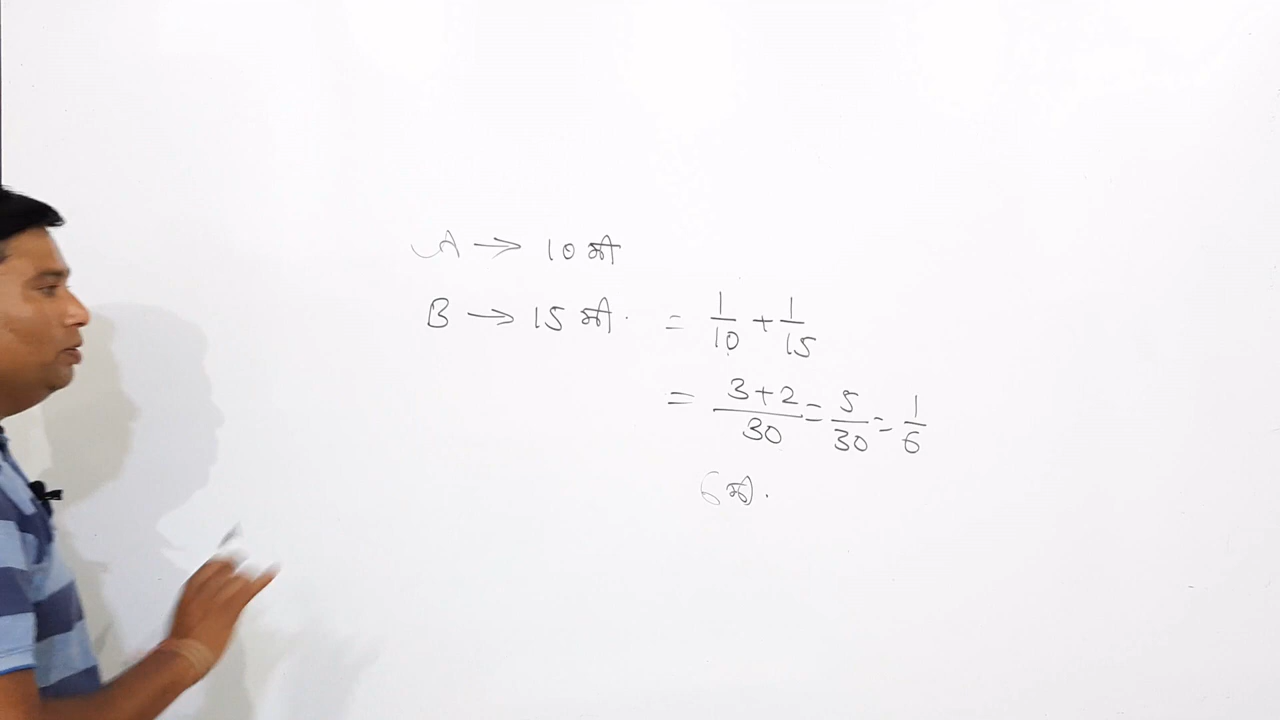 A → 10 मी
B → 15 मी. = 1/10 + 1/15
= 3+2/30 = 5/30 = 1/6
6 मी.